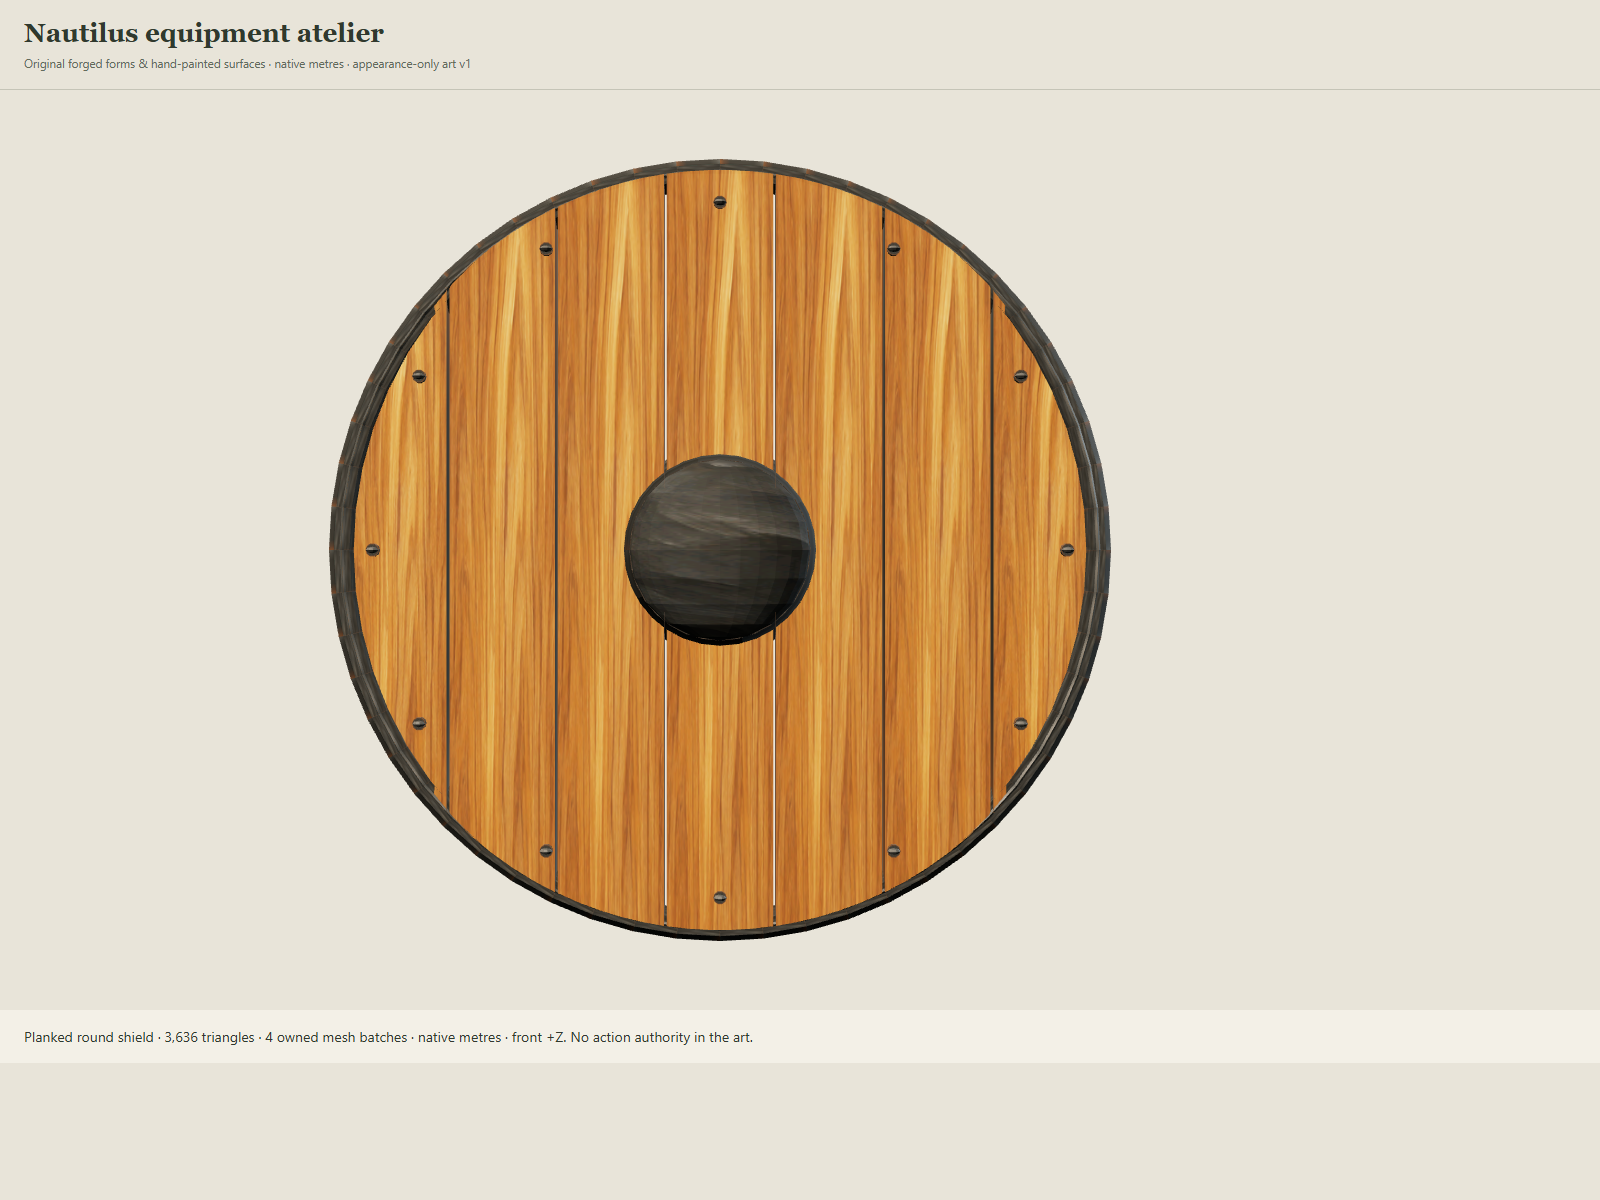 Nautilus equipment atelier
Original forged forms & hand-painted surfaces · native metres · appearance-only art v1
Planked round shield · 3,636 triangles · 4 owned mesh batches · native metres · front +Z. No action authority in the art.